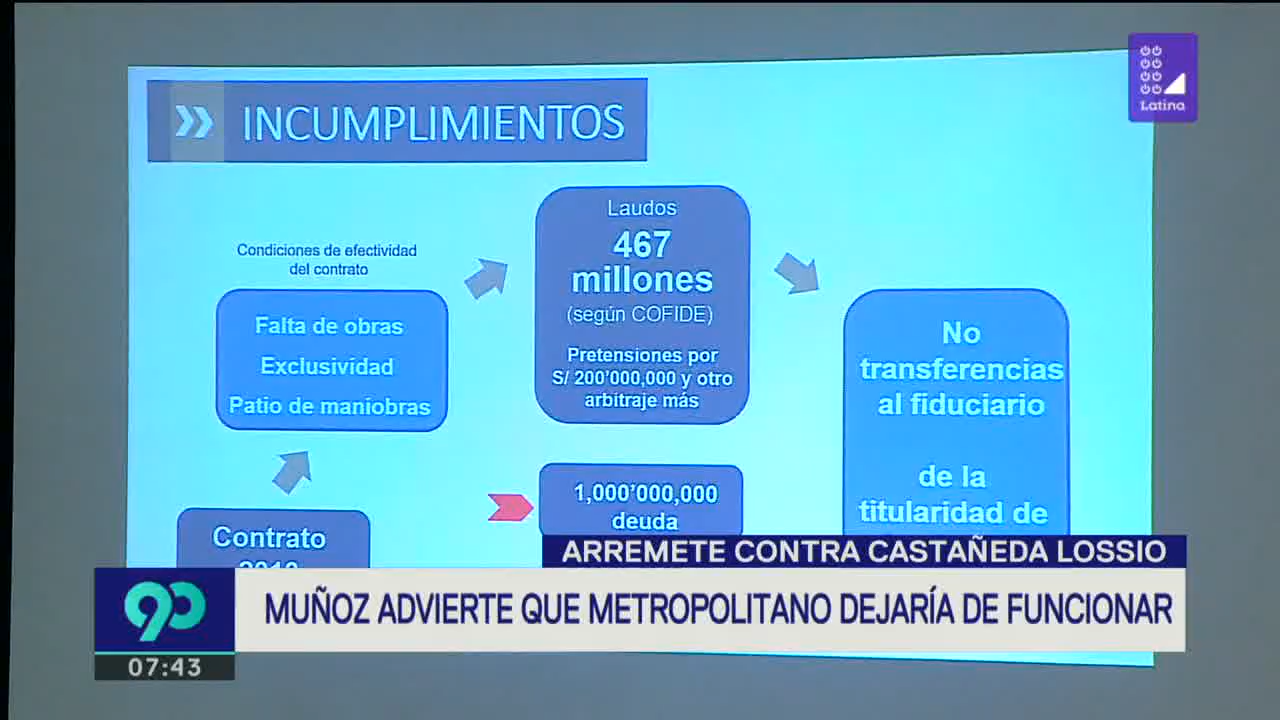 Latina
INCUMPLIMIENTOS
Condiciones de efectividad
del contrato
Falta de obras
Exclusividad
Patio de maniobras
Laudos
467
millones
(según COFIDE)
Pretensiones por
S/ 200'000,000 y otro
arbitraje más
No
transferencias
al fiduciario
de la
titularidad de
1,000'000,000
deuda
Contrato
ARREMETE CONTRA CASTAÑEDA LOSSIO
90
MUÑOZ ADVIERTE QUE METROPOLITANO DEJARÍA DE FUNCIONAR
07:43